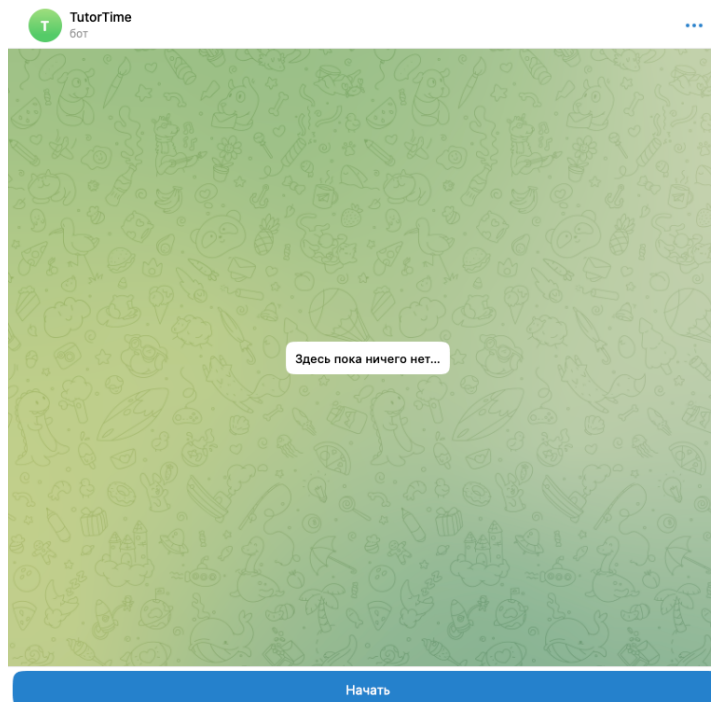 T
TutorTime
бот
Здесь пока ничего нет...
Начать